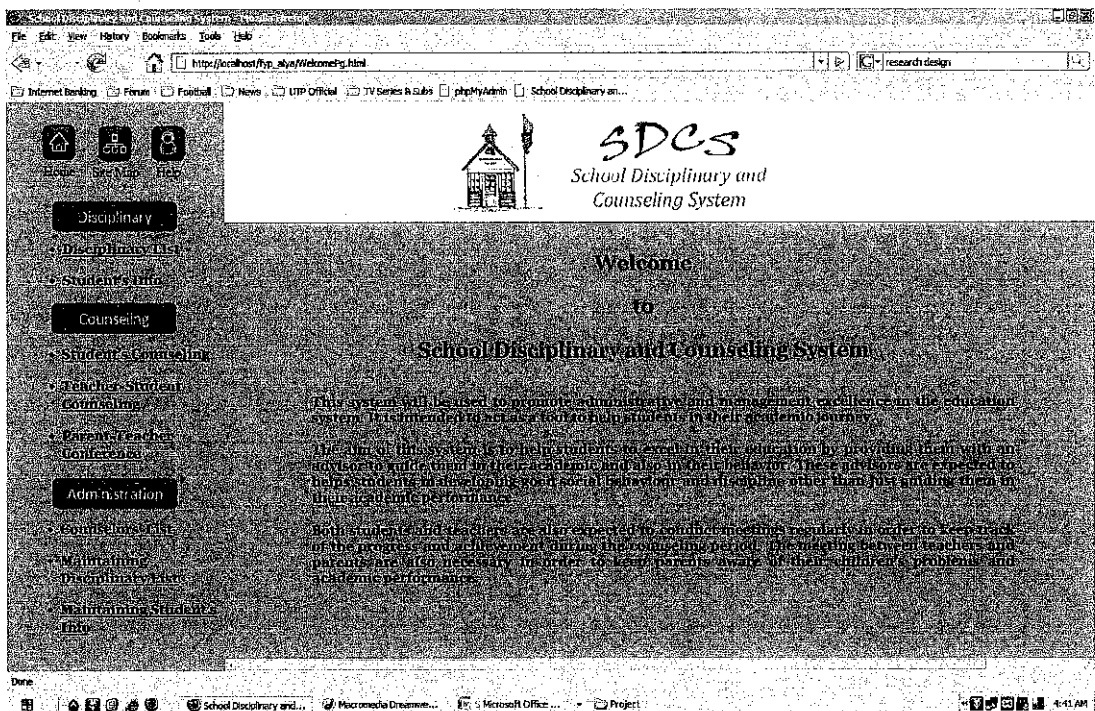 School Disciplinary and Counseling System - Mozilla Firefox
File Edit View History Bookmarks Tools Help
http://localhost/fyp_alya/WelcomePg.html
research design
Internet Banking Forum Football News UTP Official TV Series & Subs phpMyAdmin School Disciplinary an...
Home Site Map Help
SDCS
School Disciplinary and
Counseling System
Disciplinary
• Disciplinary List
• Student's Info
Counseling
• Student's Counseling
• Teacher-Student
Counseling
• Parent-Teacher
Conference
Administration
• Counselors List
• Maintaining
Disciplinary List
• Maintaining Student's
Info
Welcome
to
School Disciplinary and Counseling System
This system will be used to promote administrative and management excellence in the education
system. It is intended to act as a tool to help students in their academic journey.
The aim of this system is to help students to excel in their education by providing them with an
advisor to guide them in their academic and also in their behavior. These advisors are expected to
helps students in developing good social behaviour and discipline other than just guiding them in
their academic performance.
Both students and teachers are also expected to conduct meetings regularly in order to keep track
of the progress and achievement during the counseling period. The meeting between teachers and
parents are also necessary in order to keep parents aware of their children's problems and
academic performance.
Done
School Disciplinary and... Macromedia Dreamwe... 5 Microsoft Office ... Project 4:41 AM